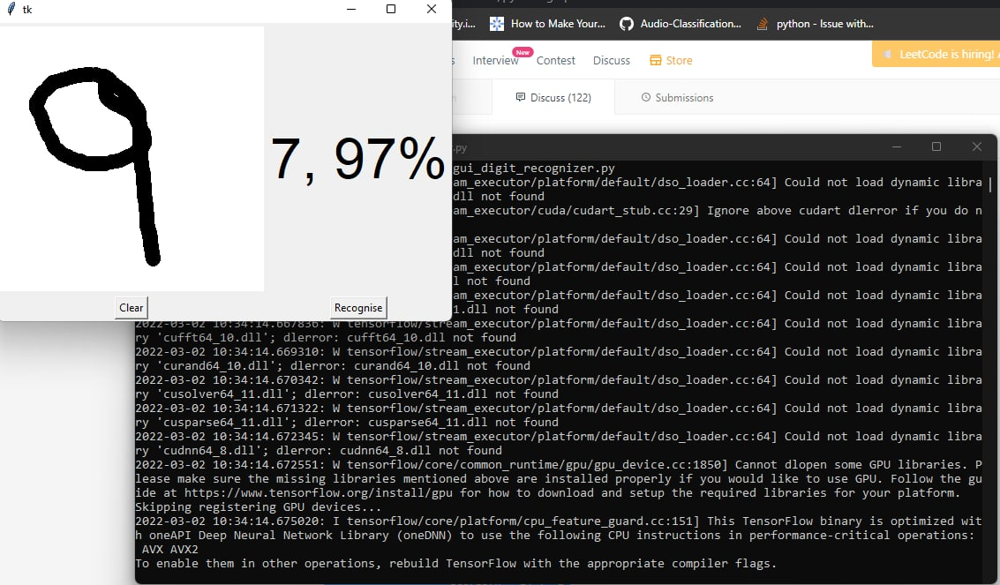 tk
ity.i... How to Make Your... Audio-Classification... python - Issue with...
Interview New Contest Discuss Store LeetCode is hiring!
Discuss (122) Submissions
9
7, 97%
Clear Recognise
.py
gui_digit_recognizer.py
am_executor/platform/default/dso_loader.cc:64] Could not load dynamic libra
dll not found
am_executor/cuda/cudart_stub.cc:29] Ignore above cudart dlerror if you do n
am_executor/platform/default/dso_loader.cc:64] Could not load dynamic libra
dll not found
am_executor/platform/default/dso_loader.cc:64] Could not load dynamic libra
l not found
am_executor/platform/default/dso_loader.cc:64] Could not load dynamic libra
1.dll not found
2022-03-02 10:34:14.667836: W tensorflow/stream_executor/platform/default/dso_loader.cc:64] Could not load dynamic libra
ry 'cufft64_10.dll'; dlerror: cufft64_10.dll not found
2022-03-02 10:34:14.669310: W tensorflow/stream_executor/platform/default/dso_loader.cc:64] Could not load dynamic libra
ry 'curand64_10.dll'; dlerror: curand64_10.dll not found
2022-03-02 10:34:14.670342: W tensorflow/stream_executor/platform/default/dso_loader.cc:64] Could not load dynamic libra
ry 'cusolver64_11.dll'; dlerror: cusolver64_11.dll not found
2022-03-02 10:34:14.671322: W tensorflow/stream_executor/platform/default/dso_loader.cc:64] Could not load dynamic libra
ry 'cusparse64_11.dll'; dlerror: cusparse64_11.dll not found
2022-03-02 10:34:14.672345: W tensorflow/stream_executor/platform/default/dso_loader.cc:64] Could not load dynamic libra
ry 'cudnn64_8.dll'; dlerror: cudnn64_8.dll not found
2022-03-02 10:34:14.672551: W tensorflow/core/common_runtime/gpu/gpu_device.cc:1850] Cannot dlopen some GPU libraries. P
lease make sure the missing libraries mentioned above are installed properly if you would like to use GPU. Follow the gu
ide at https://www.tensorflow.org/install/gpu for how to download and setup the required libraries for your platform.
Skipping registering GPU devices...
2022-03-02 10:34:14.675020: I tensorflow/core/platform/cpu_feature_guard.cc:151] This TensorFlow binary is optimized wit
h oneAPI Deep Neural Network Library (oneDNN) to use the following CPU instructions in performance-critical operations:
 AVX AVX2
To enable them in other operations, rebuild TensorFlow with the appropriate compiler flags.